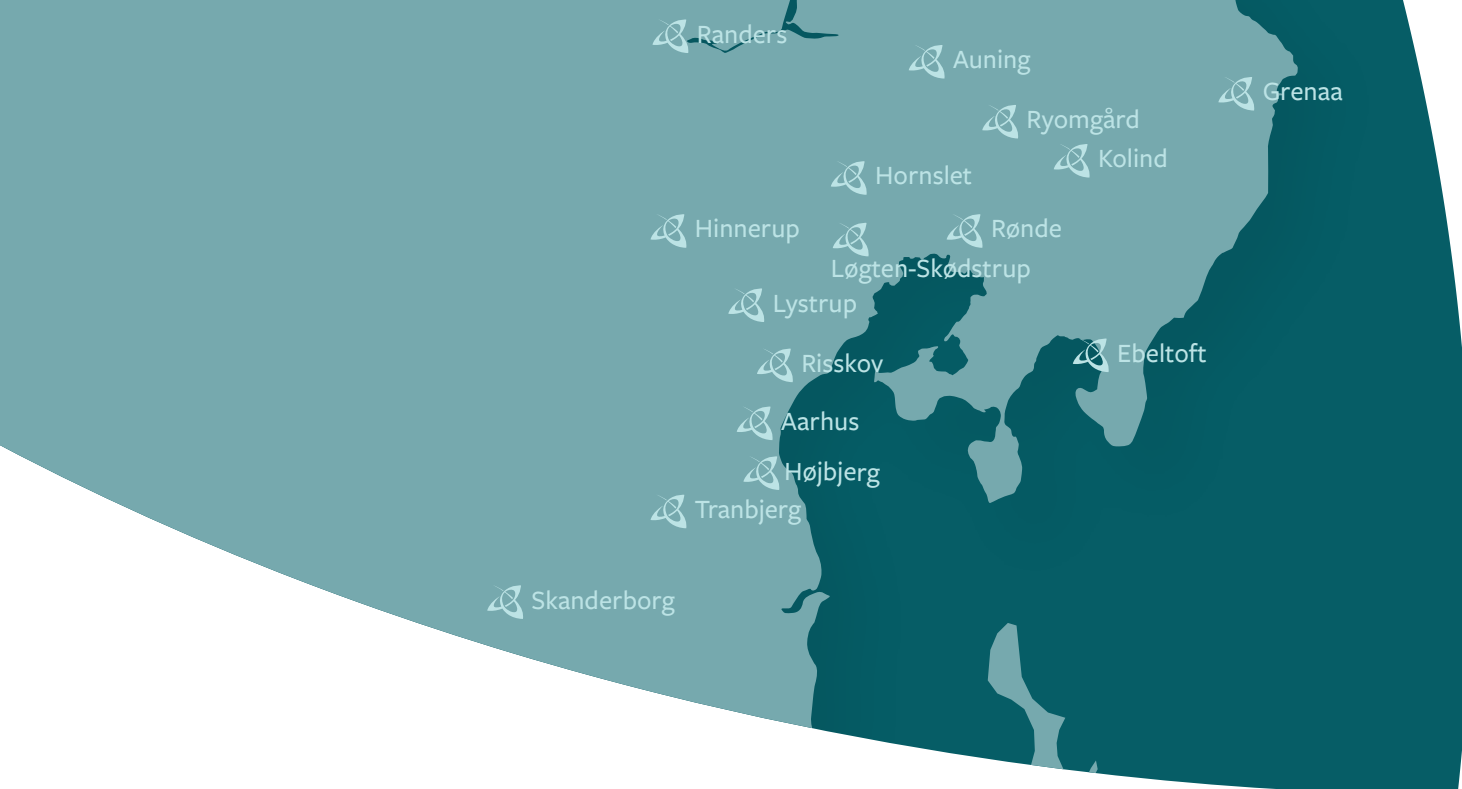 Randers
Auning
Grenaa
Ryomgård
Kolind
Hornslet
Hinnerup
Rønde
Løgten-Skødstrup
Lystrup
Ebeltoft
Risskov
Aarhus
Højbjerg
Tranbjerg
Skanderborg